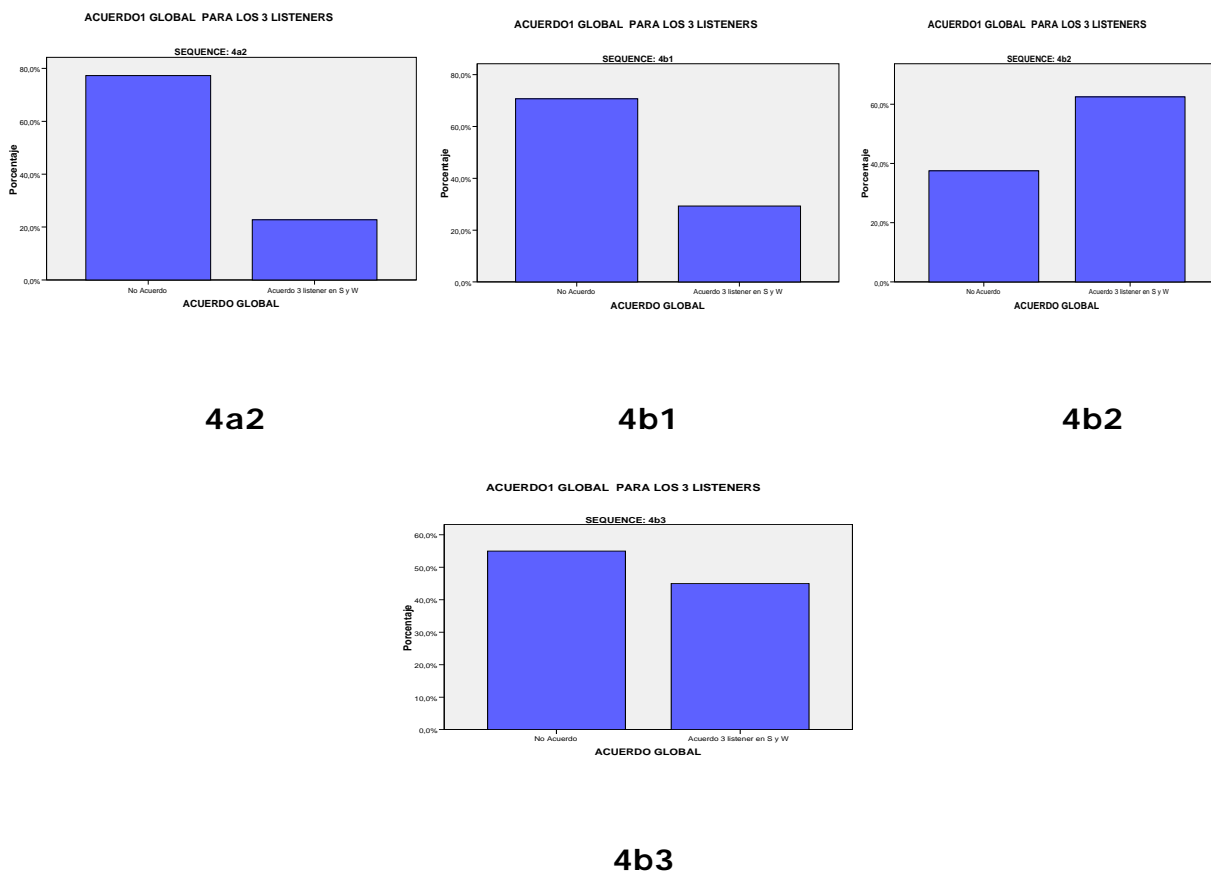 ACUERDO1 GLOBAL PARA LOS 3 LISTENERS
SEQUENCE: 4a2
Porcentaje
80,0%
60,0%
40,0%
20,0%
0,0%
No Acuerdo Acuerdo 3 listener en S y W
ACUERDO GLOBAL
4a2
ACUERDO1 GLOBAL PARA LOS 3 LISTENERS
SEQUENCE: 4b1
Porcentaje
80,0%
60,0%
40,0%
20,0%
0,0%
No Acuerdo Acuerdo 3 listener en S y W
ACUERDO GLOBAL
4b1
ACUERDO1 GLOBAL PARA LOS 3 LISTENERS
SEQUENCE: 4b2
Porcentaje
60,0%
40,0%
20,0%
0,0%
No Acuerdo Acuerdo 3 listener en S y W
ACUERDO GLOBAL
4b2
ACUERDO1 GLOBAL PARA LOS 3 LISTENERS
SEQUENCE: 4b3
Porcentaje
60,0%
50,0%
40,0%
30,0%
20,0%
10,0%
0,0%
No Acuerdo Acuerdo 3 listener en S y W
ACUERDO GLOBAL
4b3